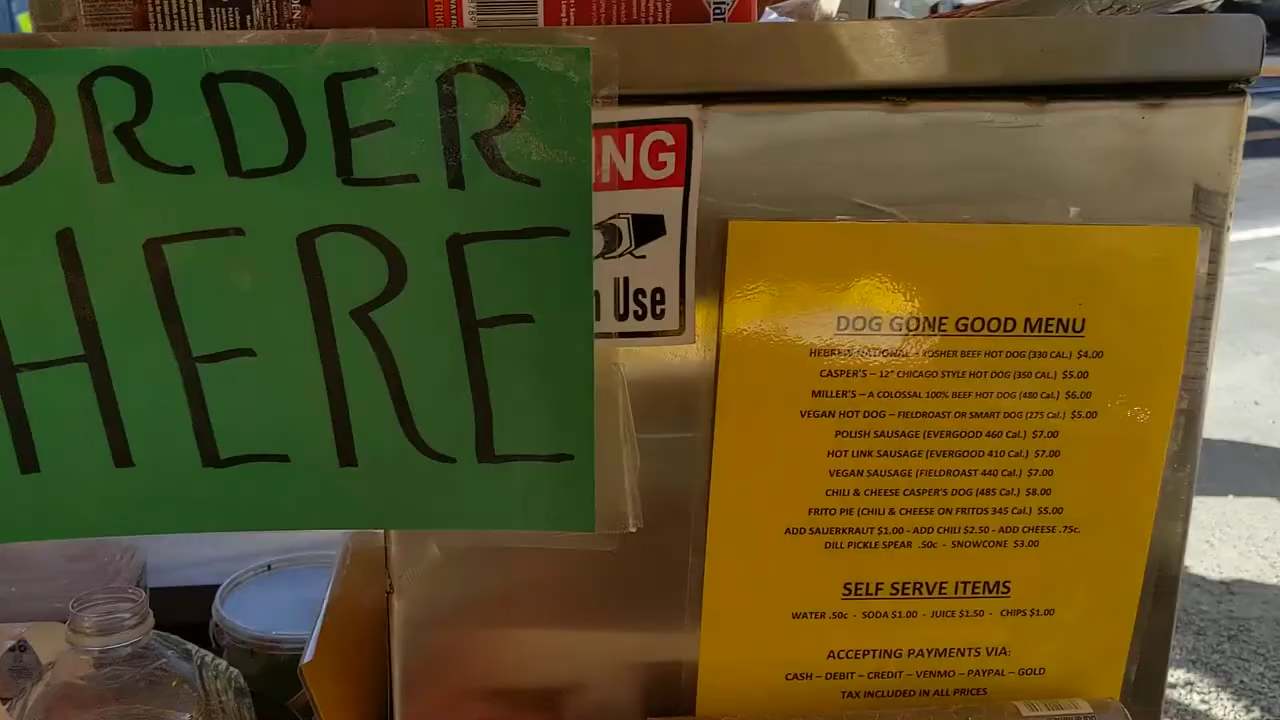 ORDER
HERE
ING
Use
DOG GONE GOOD MENU
HEBREW NATIONAL - KOSHER BEEF HOT DOG (330 CAL.) $4.00
CASPER'S – 12" CHICAGO STYLE HOT DOG (350 CAL.) $5.00
MILLER'S – A COLOSSAL 100% BEEF HOT DOG (480 Cal.) $6.00
VEGAN HOT DOG – FIELDROAST OR SMART DOG (275 Cal.) $5.00
POLISH SAUSAGE (EVERGOOD 460 Cal.) $7.00
HOT LINK SAUSAGE (EVERGOOD 410 Cal.) $7.00
VEGAN SAUSAGE (FIELDROAST 440 Cal.) $7.00
CHILI & CHEESE CASPER'S DOG (485 Cal.) $8.00
FRITO PIE (CHILI & CHEESE ON FRITOS 345 Cal.) $5.00
ADD SAUERKRAUT $1.00 - ADD CHILI $2.50 - ADD CHEESE .75c.
DILL PICKLE SPEAR .50c - SNOWCONE $3.00
SELF SERVE ITEMS
WATER .50c - SODA $1.00 - JUICE $1.50 - CHIPS $1.00
ACCEPTING PAYMENTS VIA:
CASH – DEBIT – CREDIT – VENMO – PAYPAL – GOLD
TAX INCLUDED IN ALL PRICES